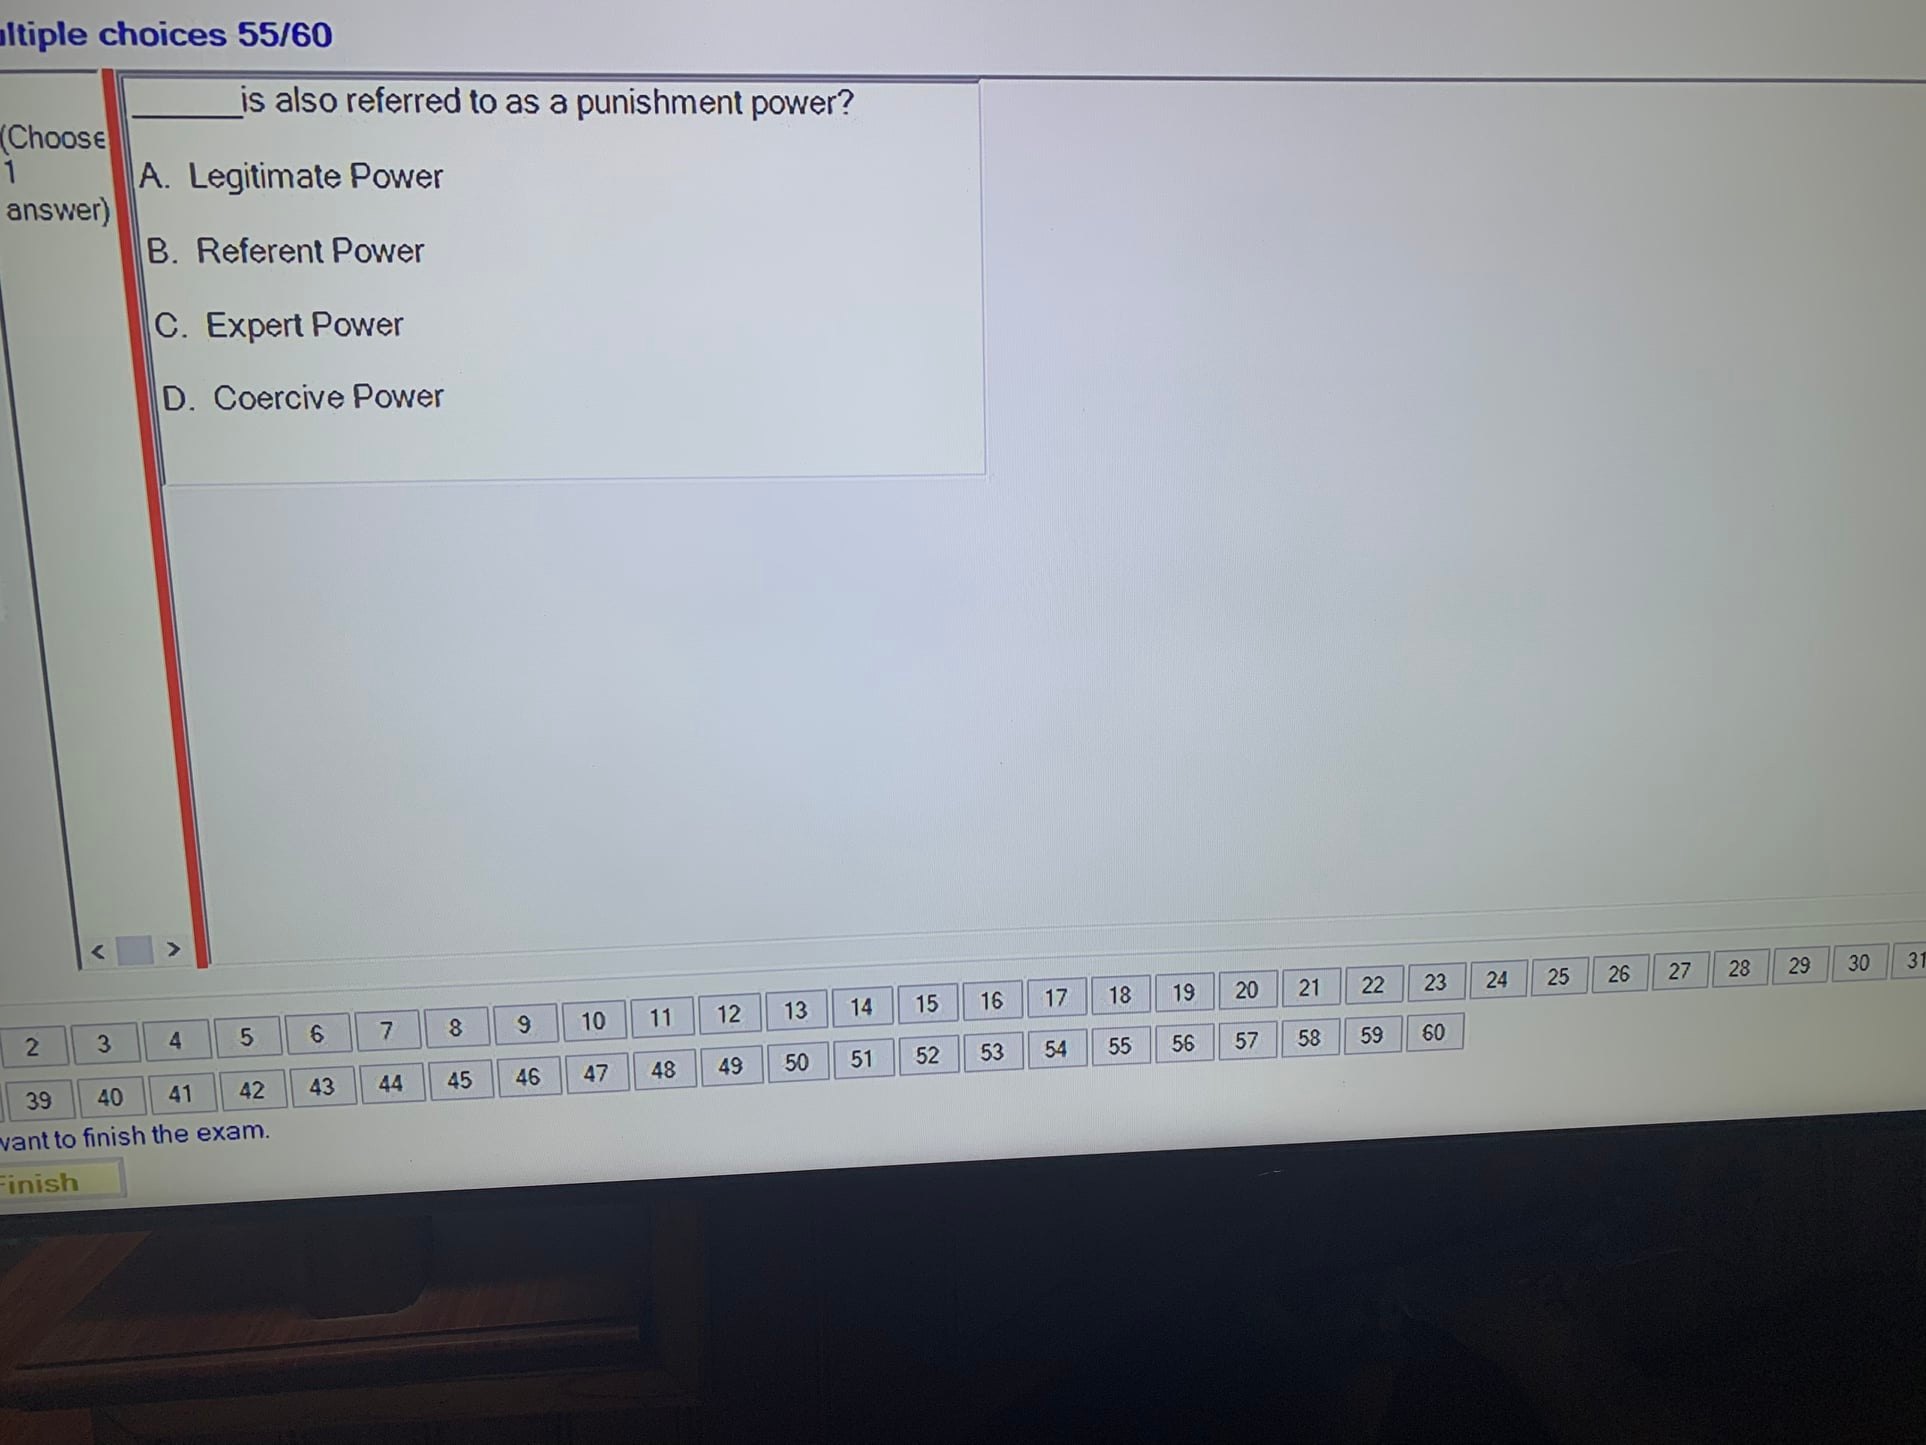 choices 55/60
(Choose
1
answer)
______is also referred to as a punishment power?
A. Legitimate Power
B. Referent Power
C. Expert Power
D. Coercive Power
< >
2 3 4 5 6 7 8 9 10 11 12 13 14 15 16 17 18 19 20 21 22 23 24 25 26 27 28 29 30 31
39 40 41 42 43 44 45 46 47 48 49 50 51 52 53 54 55 56 57 58 59 60
want to finish the exam.
Finish